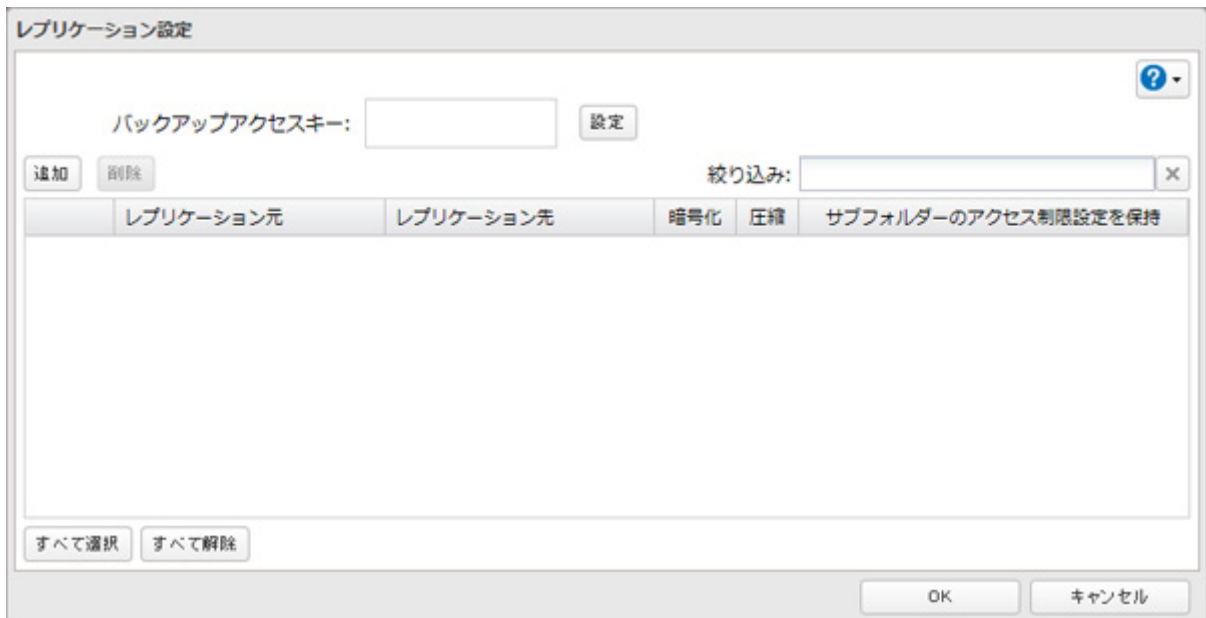 レプリケーション設定
?
バックアップアクセスキー: 設定
追加 削除 絞り込み: ×
レプリケーション元 レプリケーション先 暗号化 圧縮 サブフォルダーのアクセス制限設定を保持
すべて選択 すべて解除
OK キャンセル